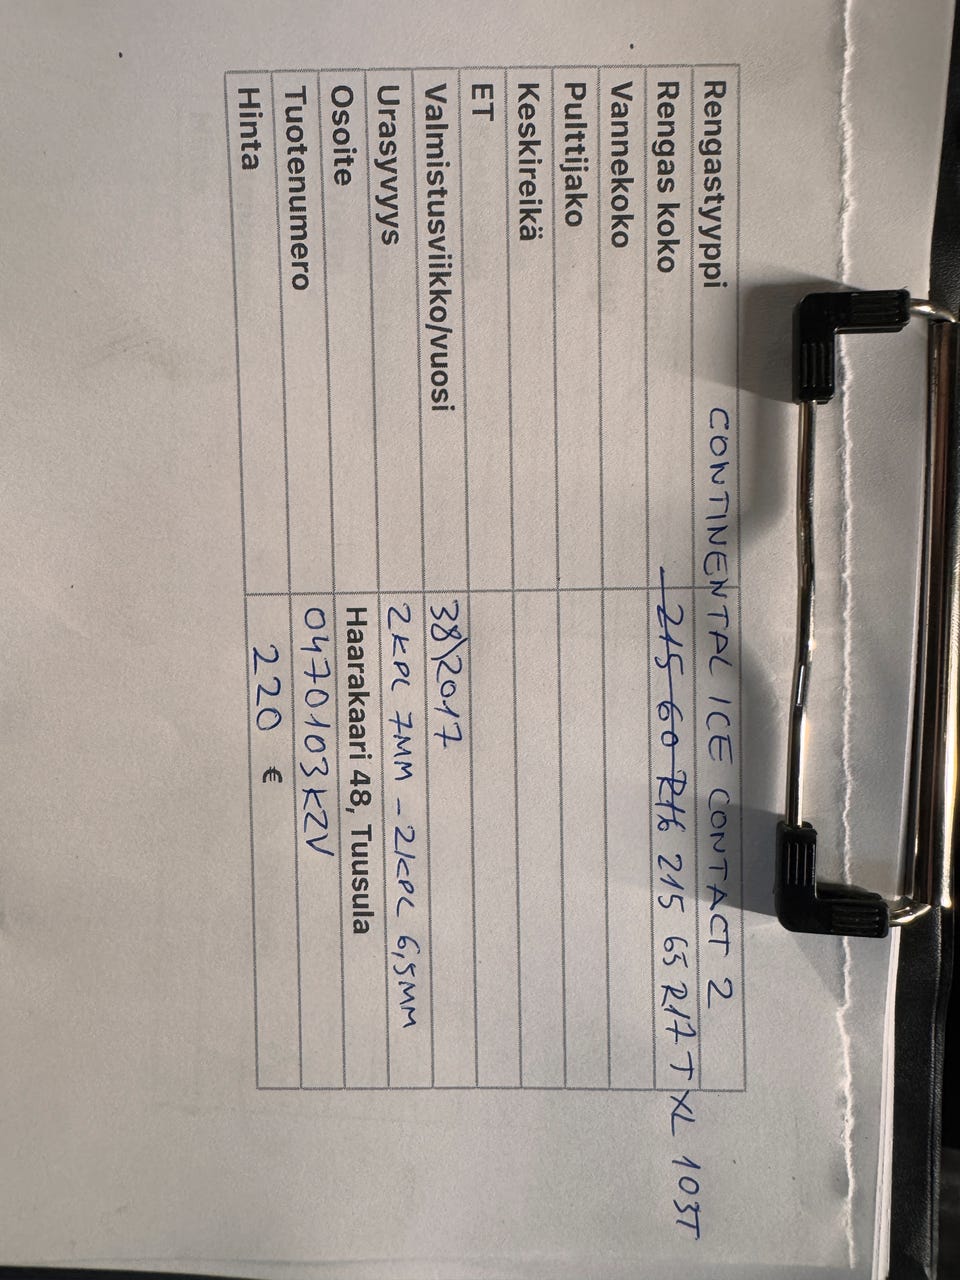 Rengastyyppi CONTINENTAL ICE CONTACT 2
Rengas koko 215 60 R16 215 65 R17 T XL 103T
Vannekoko
Pulttijako
Keskireikä
ET
Valmistusviikko/vuosi 38\2017
Urasyvyys 2KPL 7MM - 2KPL 6,5MM
Osoite Haarakaari 48, Tuusula
Tuotenumero 0470103KZV
Hinta 220 €